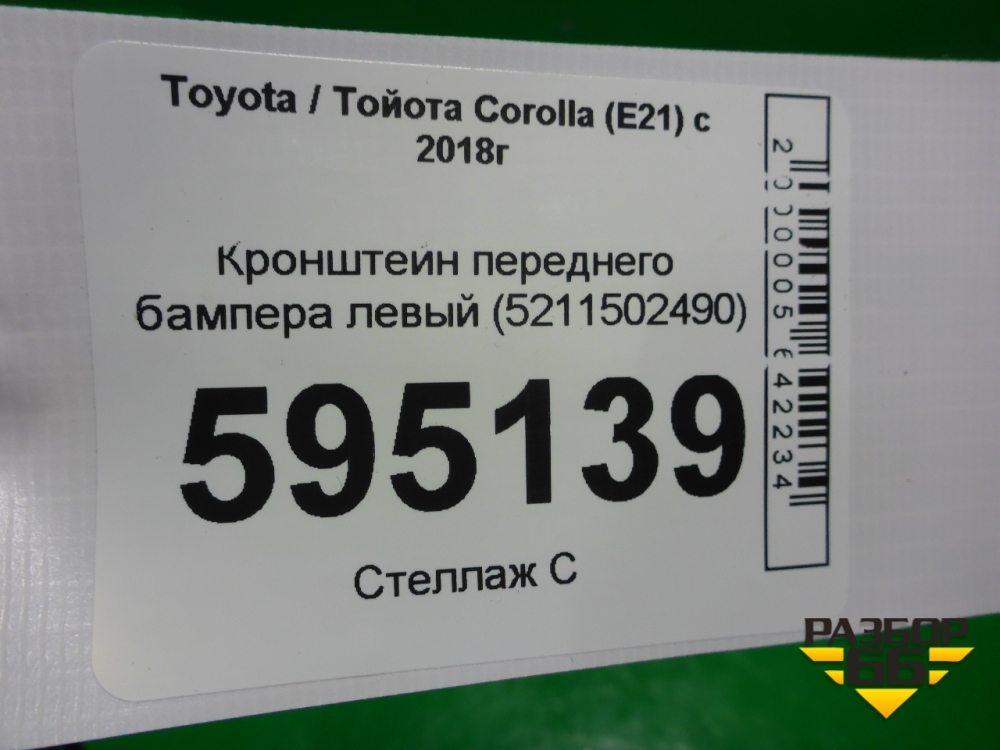 Toyota / Тойота Corolla (E21) с
2018г
Кронштеин переднего
бампера левый (5211502490)
595139
Стеллаж С
2000005642234
РАЗБОР
66